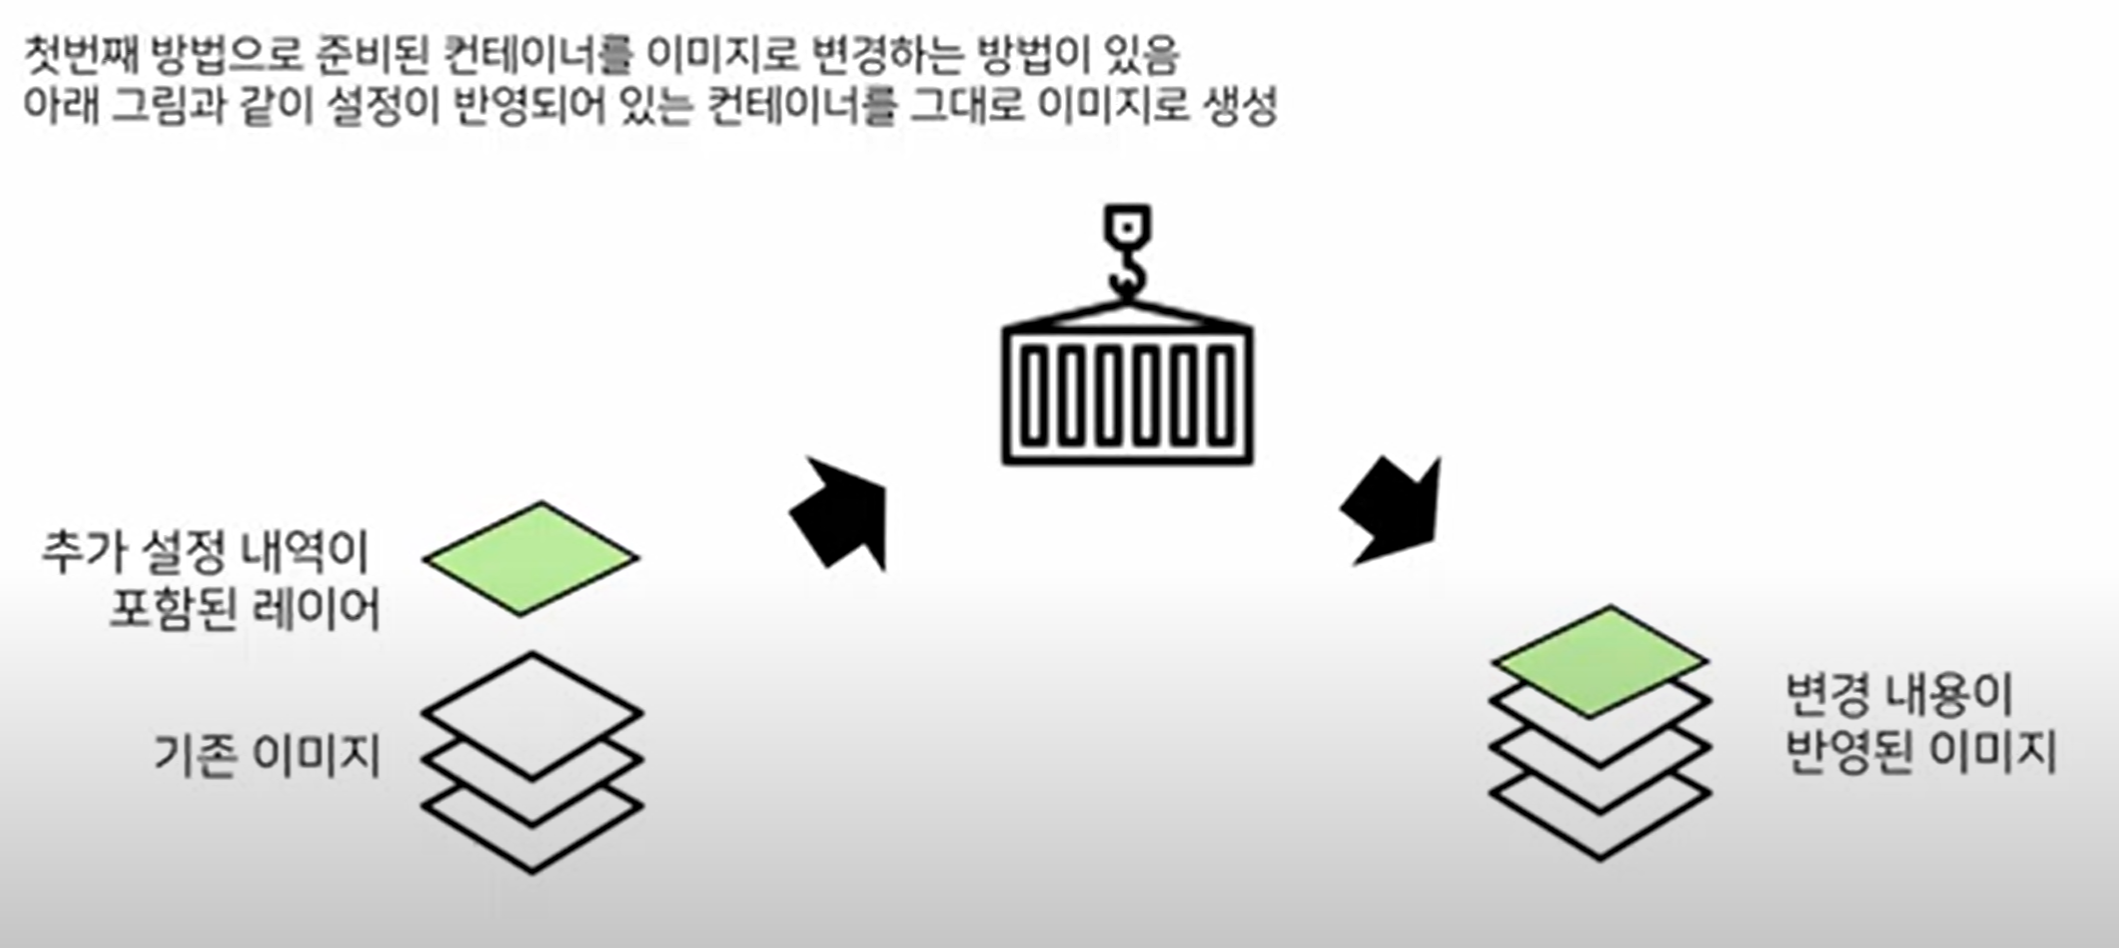 첫번째 방법으로 준비된 컨테이너를 이미지로 변경하는 방법이 있음
아래 그림과 같이 설정이 반영되어 있는 컨테이너를 그대로 이미지로 생성
추가 설정 내역이
포함된 레이어
기존 이미지
변경 내용이
반영된 이미지